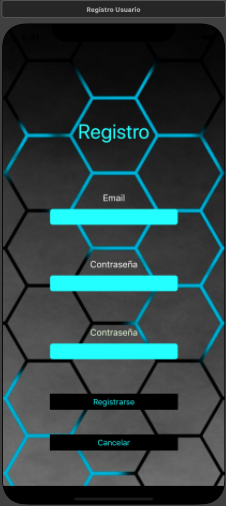 Registro Usuario
Registro
Email
Contraseña
Contraseña
Registrarse
Cancelar